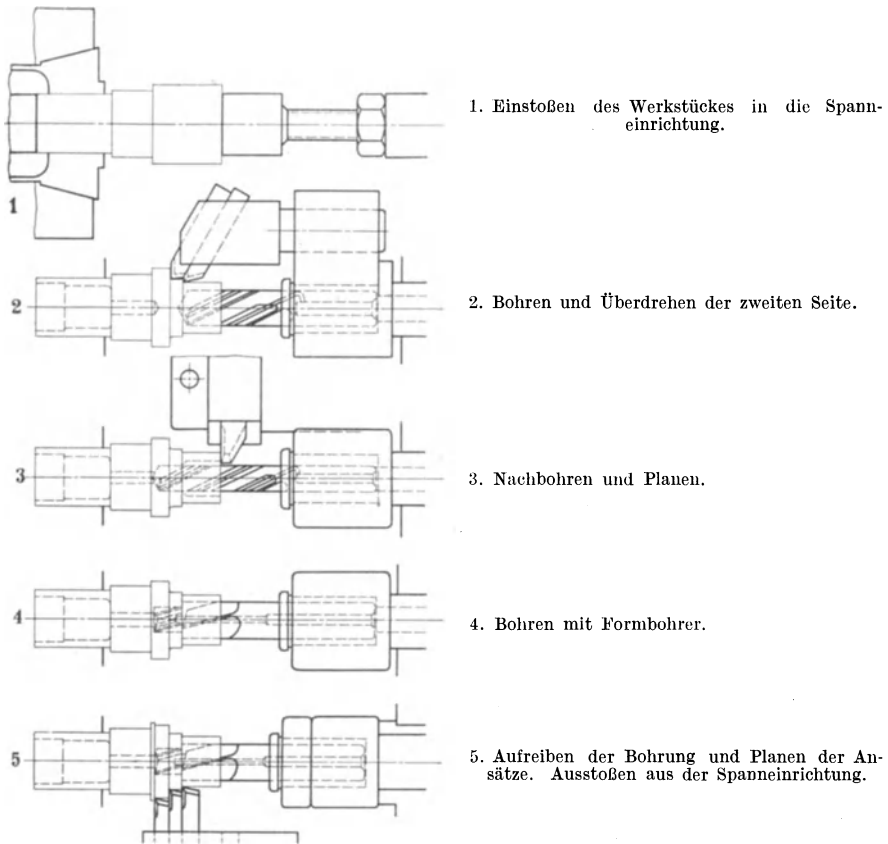 1
1. Einstoßen des Werkstückes in die Spann-
einrichtung.
2
2. Bohren und Überdrehen der zweiten Seite.
3
3. Nachbohren und Planen.
4
4. Bohren mit Formbohrer.
5
5. Aufreiben der Bohrung und Planen der An-
sätze. Ausstoßen aus der Spanneinrichtung.